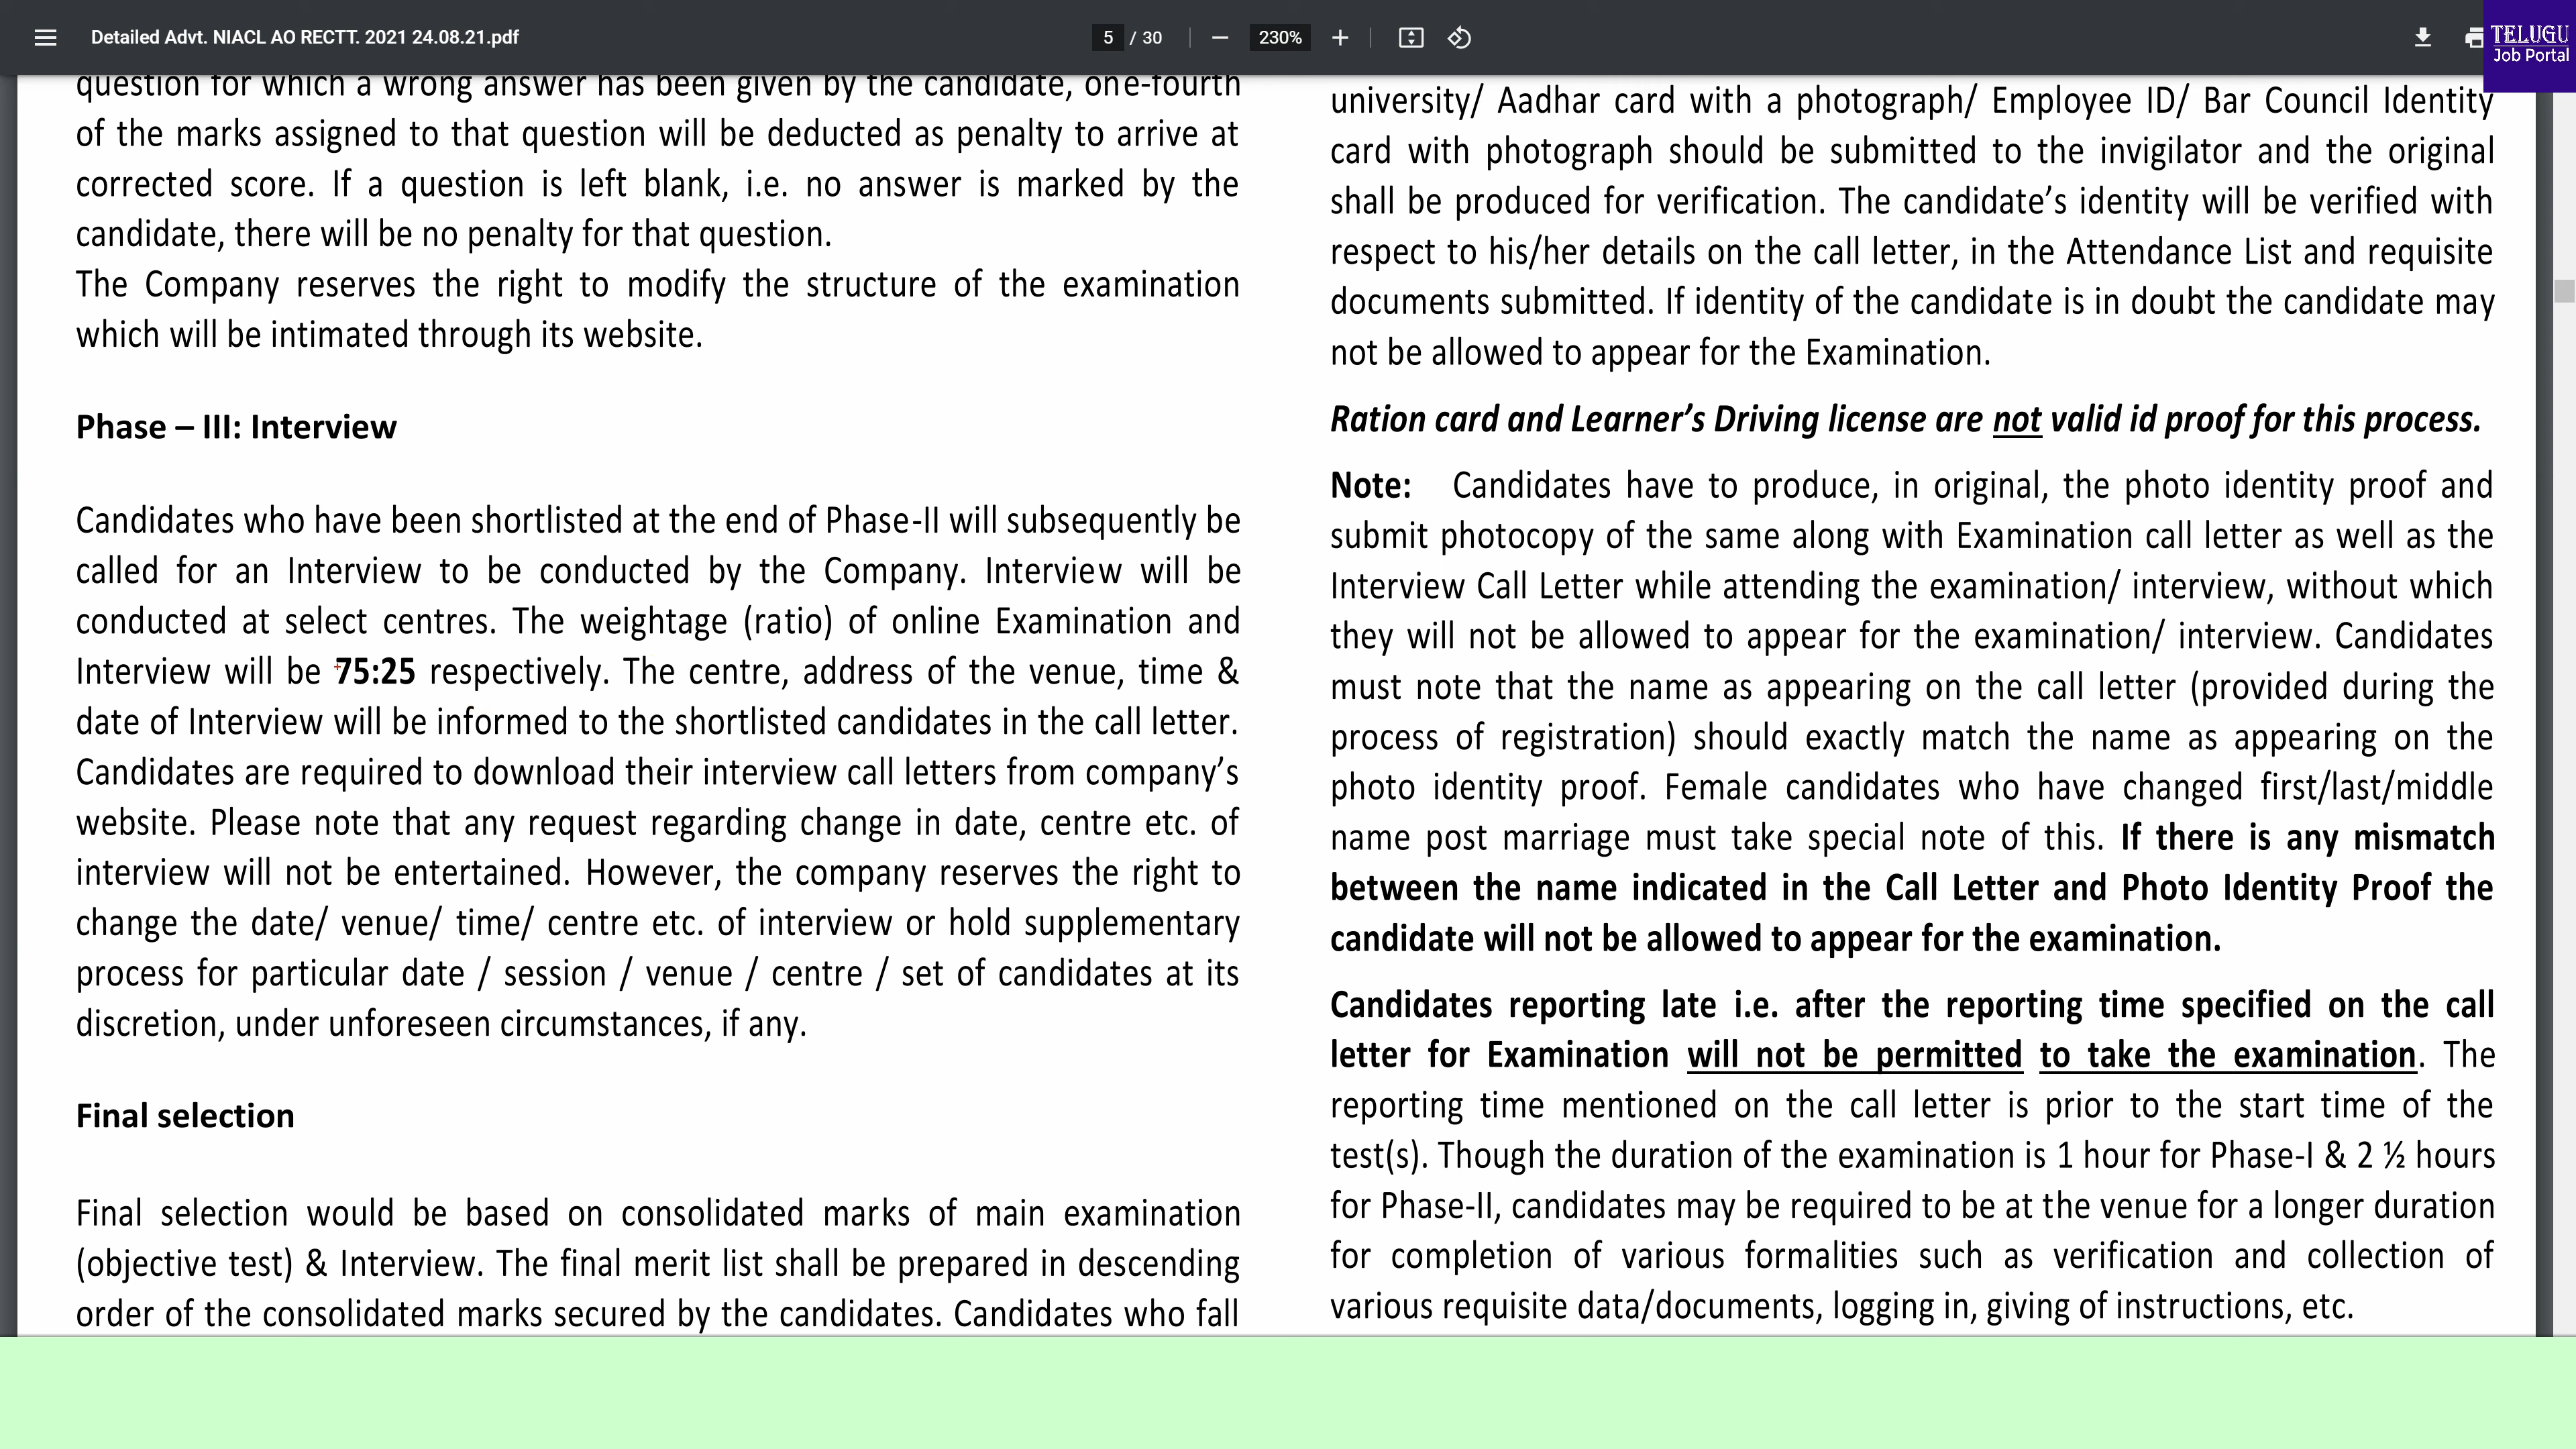 Detailed Advt. NIACL AO RECTT. 2021 24.08.21.pdf
5 / 30
230%
TELUGU
Job Portal
question for which a wrong answer has been given by the candidate, one-fourth
of the marks assigned to that question will be deducted as penalty to arrive at
corrected score. If a question is left blank, i.e. no answer is marked by the
candidate, there will be no penalty for that question.
The Company reserves the right to modify the structure of the examination
which will be intimated through its website.
Phase – III: Interview
Candidates who have been shortlisted at the end of Phase-II will subsequently be
called for an Interview to be conducted by the Company. Interview will be
conducted at select centres. The weightage (ratio) of online Examination and
Interview will be 75:25 respectively. The centre, address of the venue, time &
date of Interview will be informed to the shortlisted candidates in the call letter.
Candidates are required to download their interview call letters from company’s
website. Please note that any request regarding change in date, centre etc. of
interview will not be entertained. However, the company reserves the right to
change the date/ venue/ time/ centre etc. of interview or hold supplementary
process for particular date / session / venue / centre / set of candidates at its
discretion, under unforeseen circumstances, if any.
Final selection
Final selection would be based on consolidated marks of main examination
(objective test) & Interview. The final merit list shall be prepared in descending
order of the consolidated marks secured by the candidates. Candidates who fall
university/ Aadhar card with a photograph/ Employee ID/ Bar Council Identity
card with photograph should be submitted to the invigilator and the original
shall be produced for verification. The candidate’s identity will be verified with
respect to his/her details on the call letter, in the Attendance List and requisite
documents submitted. If identity of the candidate is in doubt the candidate may
not be allowed to appear for the Examination.
Ration card and Learner’s Driving license are not valid id proof for this process.
Note: Candidates have to produce, in original, the photo identity proof and
submit photocopy of the same along with Examination call letter as well as the
Interview Call Letter while attending the examination/ interview, without which
they will not be allowed to appear for the examination/ interview. Candidates
must note that the name as appearing on the call letter (provided during the
process of registration) should exactly match the name as appearing on the
photo identity proof. Female candidates who have changed first/last/middle
name post marriage must take special note of this. If there is any mismatch
between the name indicated in the Call Letter and Photo Identity Proof the
candidate will not be allowed to appear for the examination.
Candidates reporting late i.e. after the reporting time specified on the call
letter for Examination will not be permitted to take the examination. The
reporting time mentioned on the call letter is prior to the start time of the
test(s). Though the duration of the examination is 1 hour for Phase-I & 2 ½ hours
for Phase-II, candidates may be required to be at the venue for a longer duration
for completion of various formalities such as verification and collection of
various requisite data/documents, logging in, giving of instructions, etc.